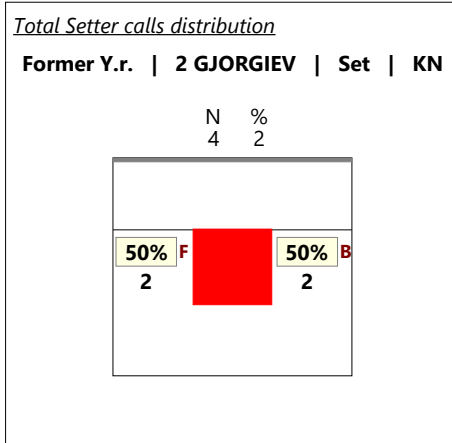 Total Setter calls distribution
Former Y.r. | 2 GJORGIEV | Set | KN
N %
4 2
50% F 50% B
2 2